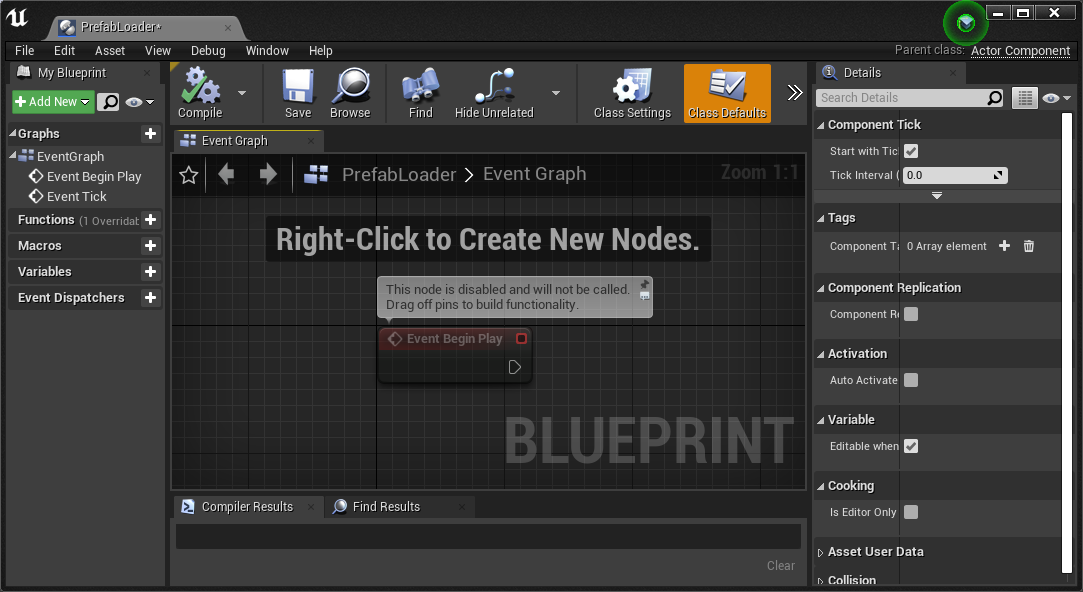 PrefabLoader*
File Edit Asset View Debug Window Help
Parent class: Actor Component
My Blueprint
Add New
Graphs
EventGraph
Event Begin Play
Event Tick
Functions (1 Overridab
Macros
Variables
Event Dispatchers
Compile Save Browse Find Hide Unrelated Class Settings Class Defaults
Event Graph
PrefabLoader > Event Graph
Zoom 1:1
Right-Click to Create New Nodes.
This node is disabled and will not be called.
Drag off pins to build functionality.
Event Begin Play
BLUEPRINT
Compiler Results
Find Results
Clear
Details
Search Details
Component Tick
Start with Tic
Tick Interval ( 0.0
Tags
Component Ta 0 Array element
Component Replication
Component Re
Activation
Auto Activate
Variable
Editable when
Cooking
Is Editor Only
Asset User Data
Collision